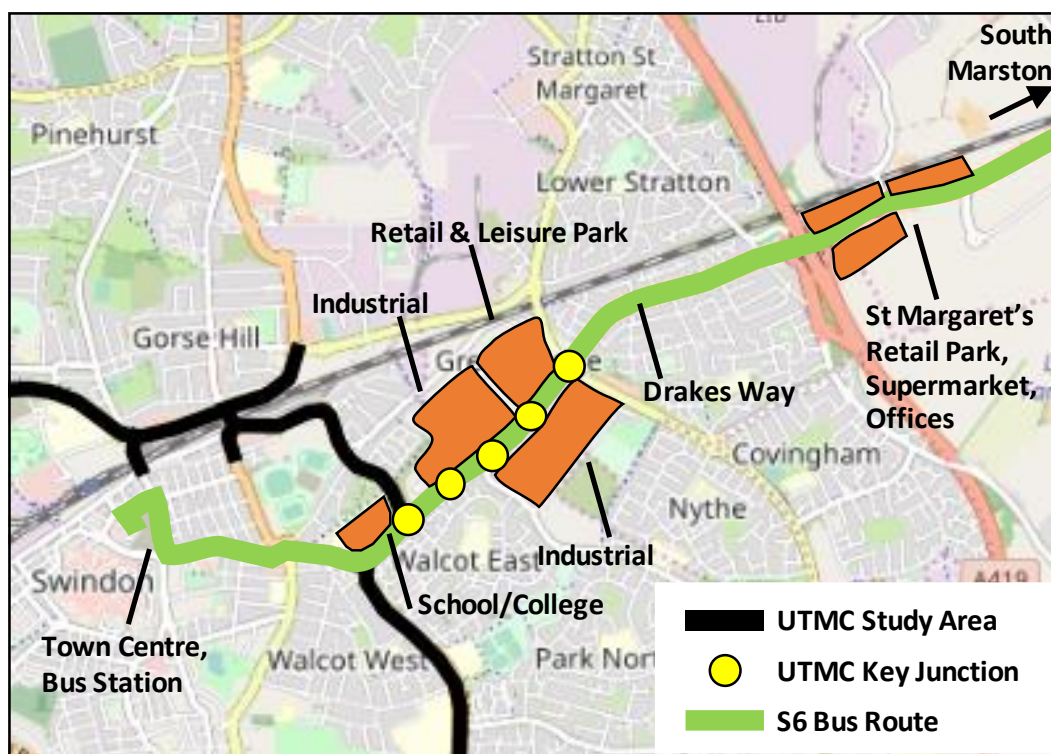 South
Marston
Stratton St
Margaret
Pinehurst
Lower Stratton
Retail & Leisure Park
Industrial
Gorse Hill
St Margaret’s
Retail Park,
Supermarket,
Offices
Drakes Way
Covingham
Nythe
Walcot East
Industrial
School/College
Swindon
A419
Town Centre,
Bus Station
Walcot West
Park Nort
UTMC Study Area
UTMC Key Junction
S6 Bus Route